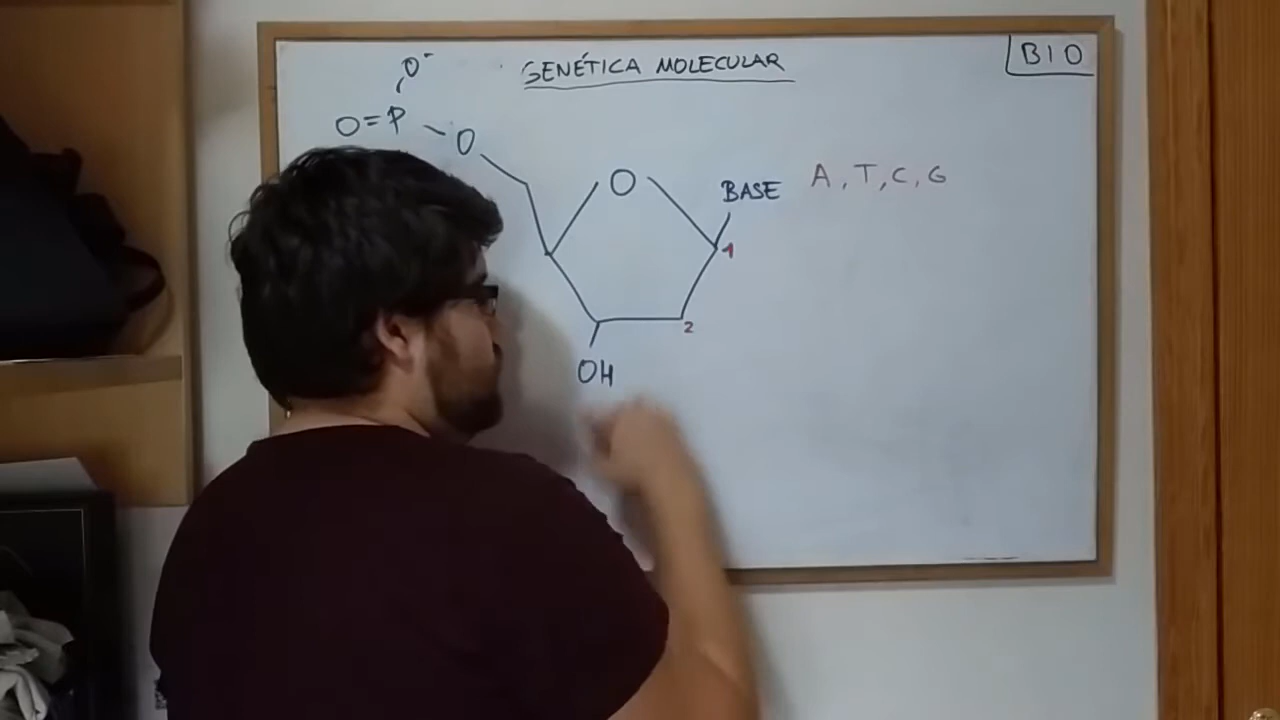 GENÉTICA MOLECULAR
BIO
O⁻
O=P
O
O
BASE
A, T, C, G
1
2
OH